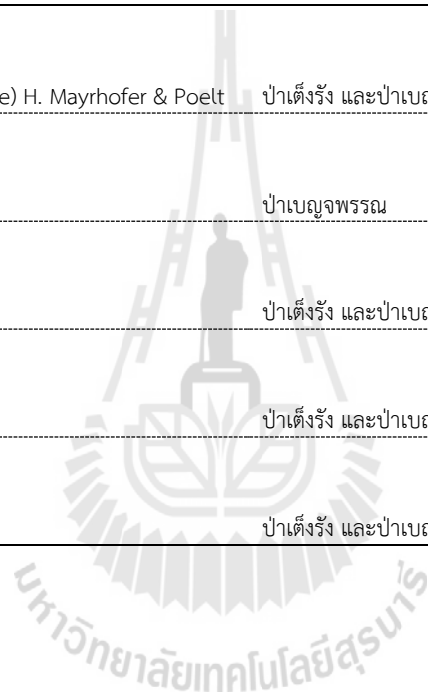 e) H. Mayrhofer & Poelt ป่าเต็งรัง และป่าเบญ
ป่าเบญจพรรณ
ป่าเต็งรัง และป่าเบญ
ป่าเต็งรัง และป่าเบญ
ป่าเต็งรัง และป่าเบญ
มหาวิทยาลัยเทคโนโลยีสุรนารี